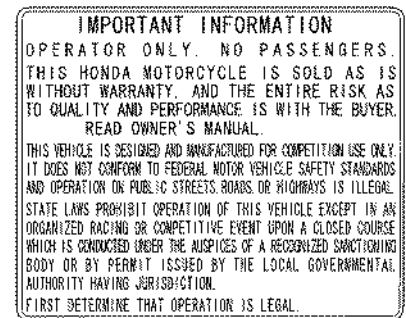 IMPORTANT INFORMATION
OPERATOR ONLY. NO PASSENGERS.
THIS HONDA MOTORCYCLE IS SOLD AS IS
WITHOUT WARRANTY, AND THE ENTIRE RISK AS
TO QUALITY AND PERFORMANCE IS WITH THE BUYER.
READ OWNER'S MANUAL.
THIS VEHICLE IS DESIGNED AND MANUFACTURED FOR COMPETITION USE ONLY.
IT DOES NOT CONFORM TO FEDERAL MOTOR VEHICLE SAFETY STANDARDS
AND OPERATION ON PUBLIC STREETS, ROADS, OR HIGHWAYS IS ILLEGAL.
STATE LAWS PROHIBIT OPERATION OF THIS VEHICLE EXCEPT IN AN
ORGANIZED RACING OR COMPETITIVE EVENT UPON A CLOSED COURSE
WHICH IS CONDUCTED UNDER THE AUSPICES OF A RECOGNIZED SANCTIONING
BODY OR BY PERMIT ISSUED BY THE LOCAL GOVERNMENTAL
AUTHORITY HAVING JURISDICTION.
FIRST DETERMINE THAT OPERATION IS LEGAL.